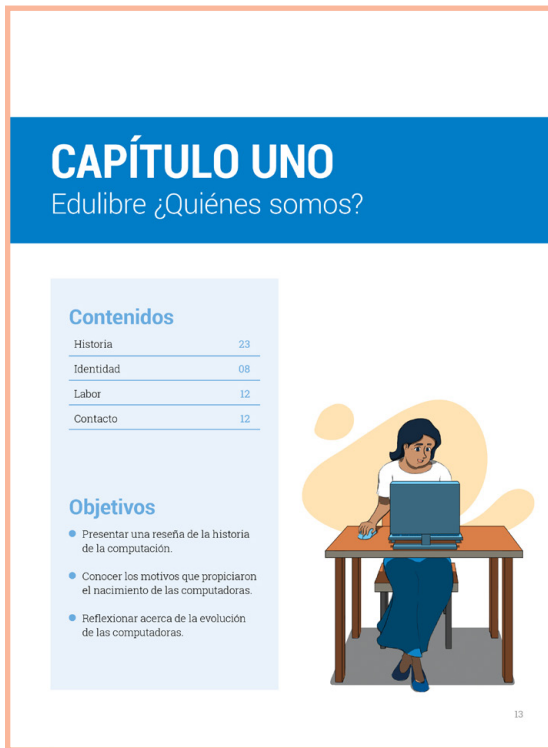 CAPÍTULO UNO
Edulibre ¿Quiénes somos?
Contenidos
Historia 23
Identidad 08
Labor 12
Contacto 12
Objetivos
Presentar una reseña de la historia
de la computación.
Conocer los motivos que propiciaron
el nacimiento de las computadoras.
Reflexionar acerca de la evolución
de las computadoras.
13